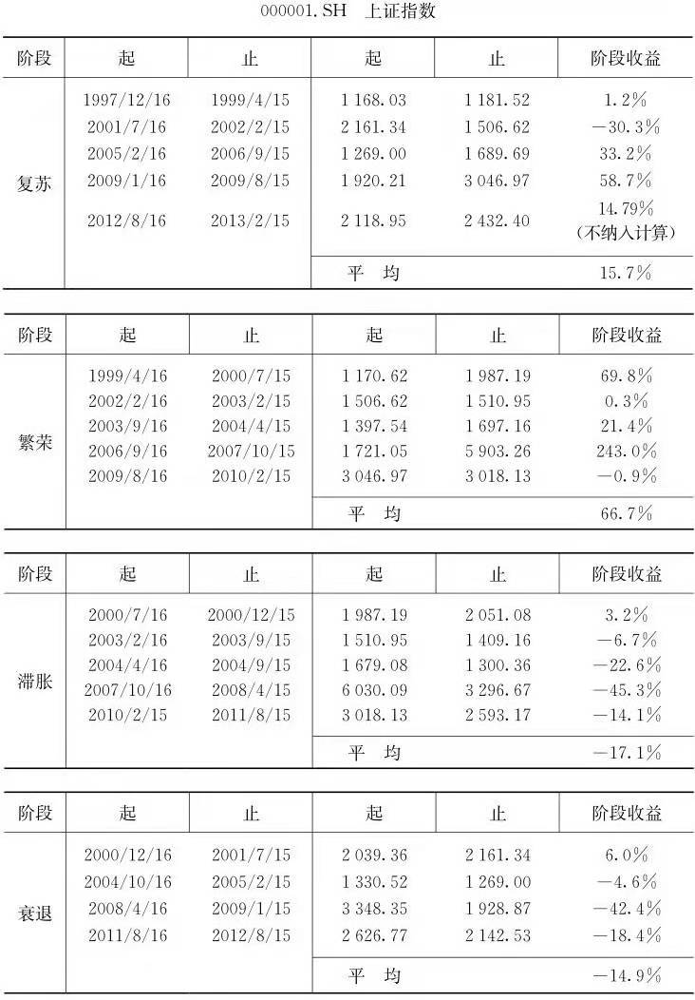 000001.SH 上证指数
阶段 起 止 起 止 阶段收益
1997/12/16 1999/4/15 1 168.03 1 181.52 1.2%
2001/7/16 2002/2/15 2 161.34 1 506.62 -30.3%
2005/2/16 2006/9/15 1 269.00 1 689.69 33.2%
复苏 2009/1/16 2009/8/15 1 920.21 3 046.97 58.7%
2012/8/16 2013/2/15 2 118.95 2 432.40 14.79%
(不纳入计算)
平 均 15.7%
阶段 起 止 起 止 阶段收益
1999/4/16 2000/7/15 1 170.62 1 987.19 69.8%
2002/2/16 2003/2/15 1 506.62 1 510.95 0.3%
2003/9/16 2004/4/15 1 397.54 1 697.16 21.4%
繁荣 2006/9/16 2007/10/15 1 721.05 5 903.26 243.0%
2009/8/16 2010/2/15 3 046.97 3 018.13 -0.9%
平 均 66.7%
阶段 起 止 起 止 阶段收益
2000/7/16 2000/12/15 1 987.19 2 051.08 3.2%
2003/2/16 2003/9/15 1 510.95 1 409.16 -6.7%
2004/4/16 2004/9/15 1 679.08 1 300.36 -22.6%
滞胀 2007/10/16 2008/4/15 6 030.09 3 296.67 -45.3%
2010/2/15 2011/8/15 3 018.13 2 593.17 -14.1%
平 均 -17.1%
阶段 起 止 起 止 阶段收益
2000/12/16 2001/7/15 2 039.36 2 161.34 6.0%
2004/10/16 2005/2/15 1 330.52 1 269.00 -4.6%
衰退 2008/4/16 2009/1/15 3 348.35 1 928.87 -42.4%
2011/8/16 2012/8/15 2 626.77 2 142.53 -18.4%
平 均 -14.9%